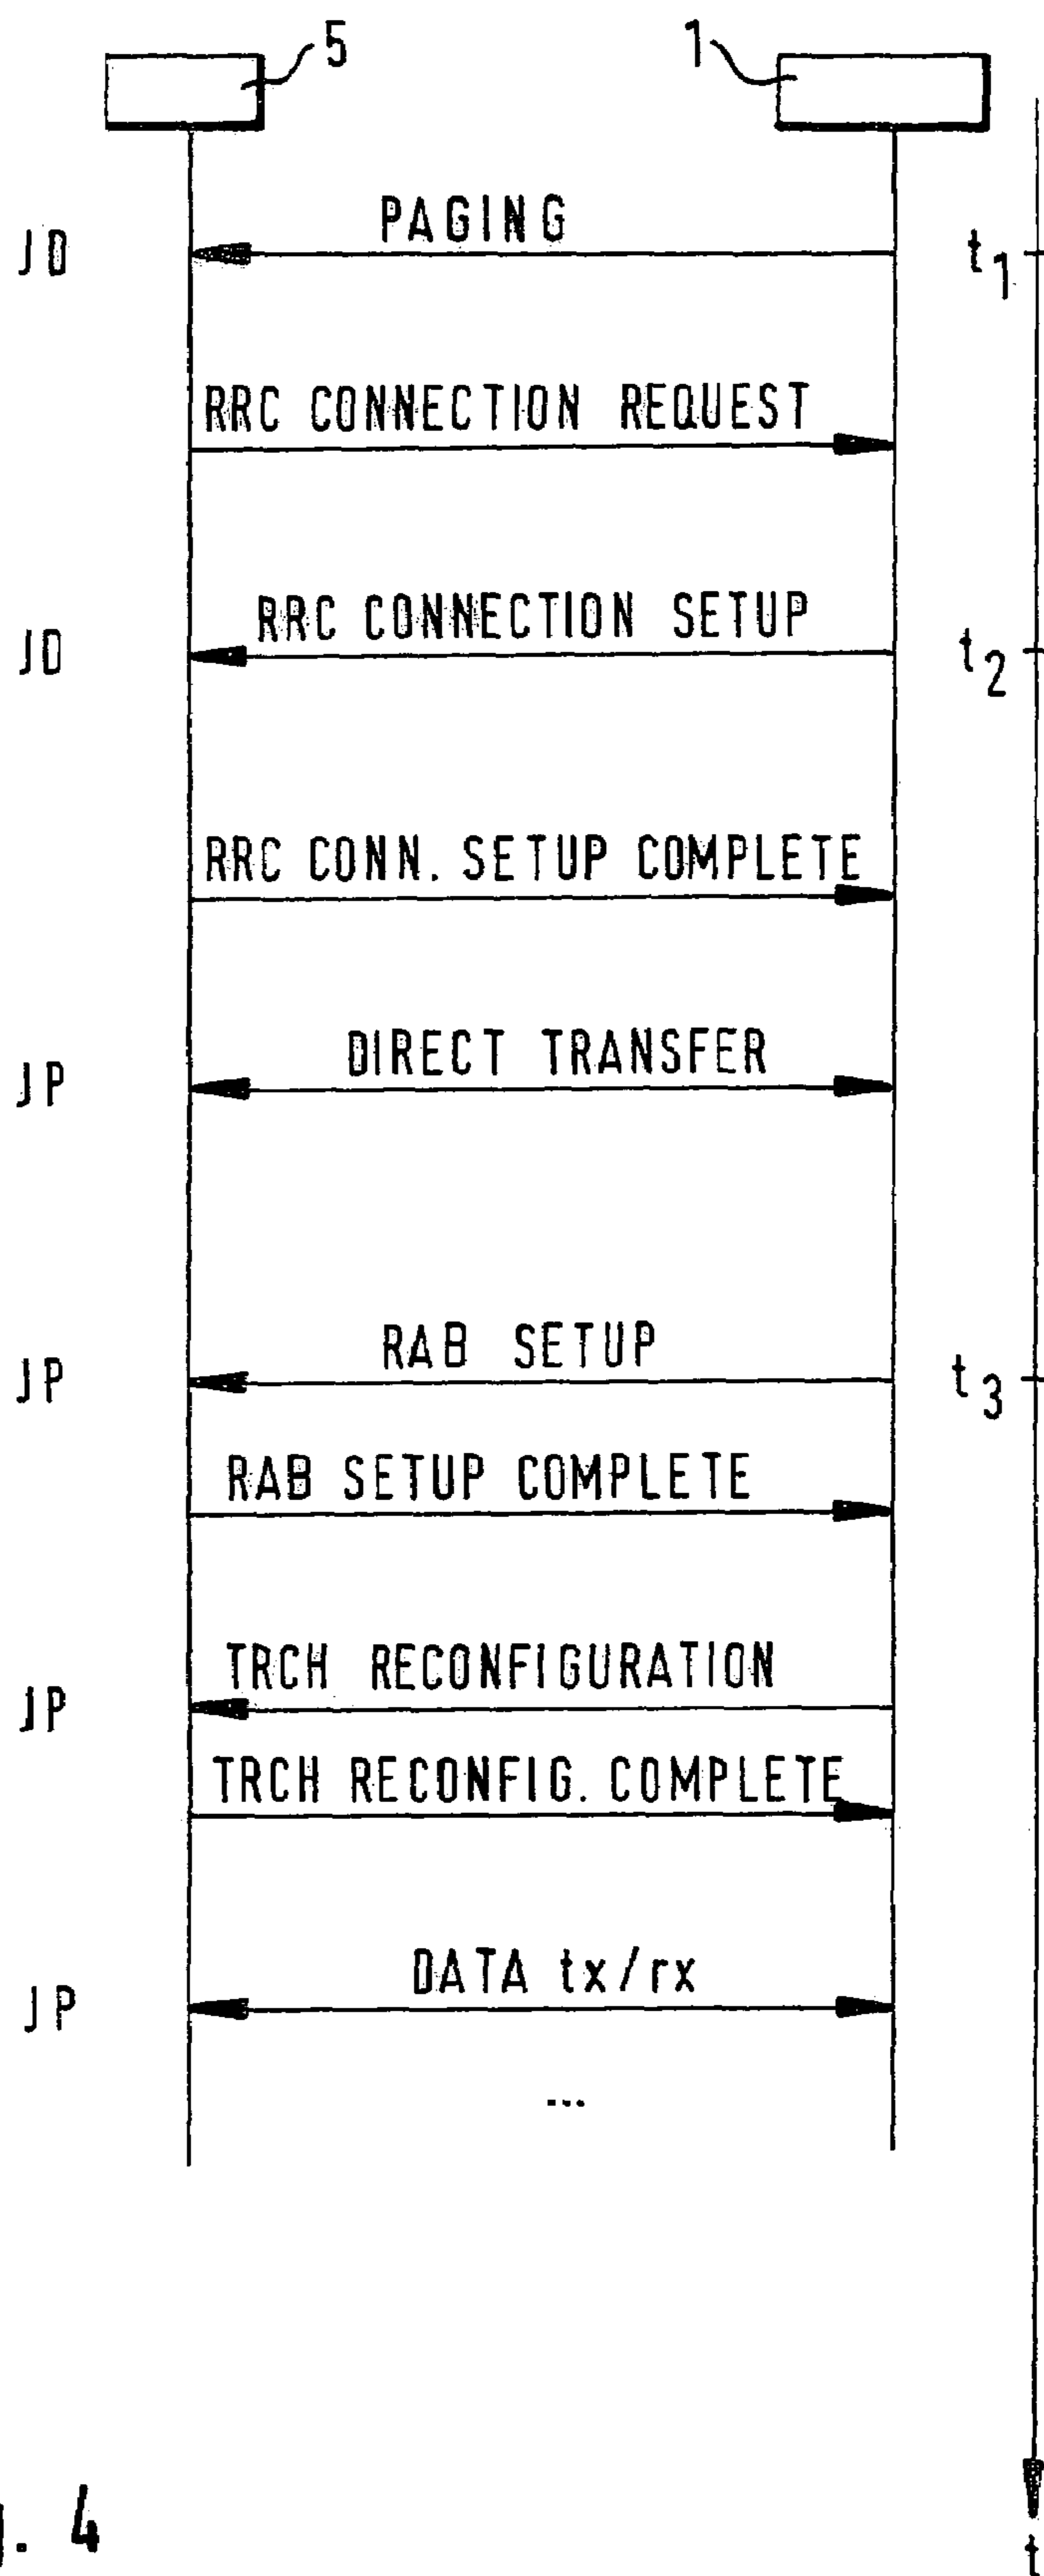 5 1
PAGING
JD t1
RRC CONNECTION REQUEST
RRC CONNECTION SETUP
JD t2
RRC CONN. SETUP COMPLETE
DIRECT TRANSFER
JP
RAB SETUP
JP t3
RAB SETUP COMPLETE
TRCH RECONFIGURATION
JP
TRCH RECONFIG. COMPLETE
DATA tx/rx
JP
...
. 4
t